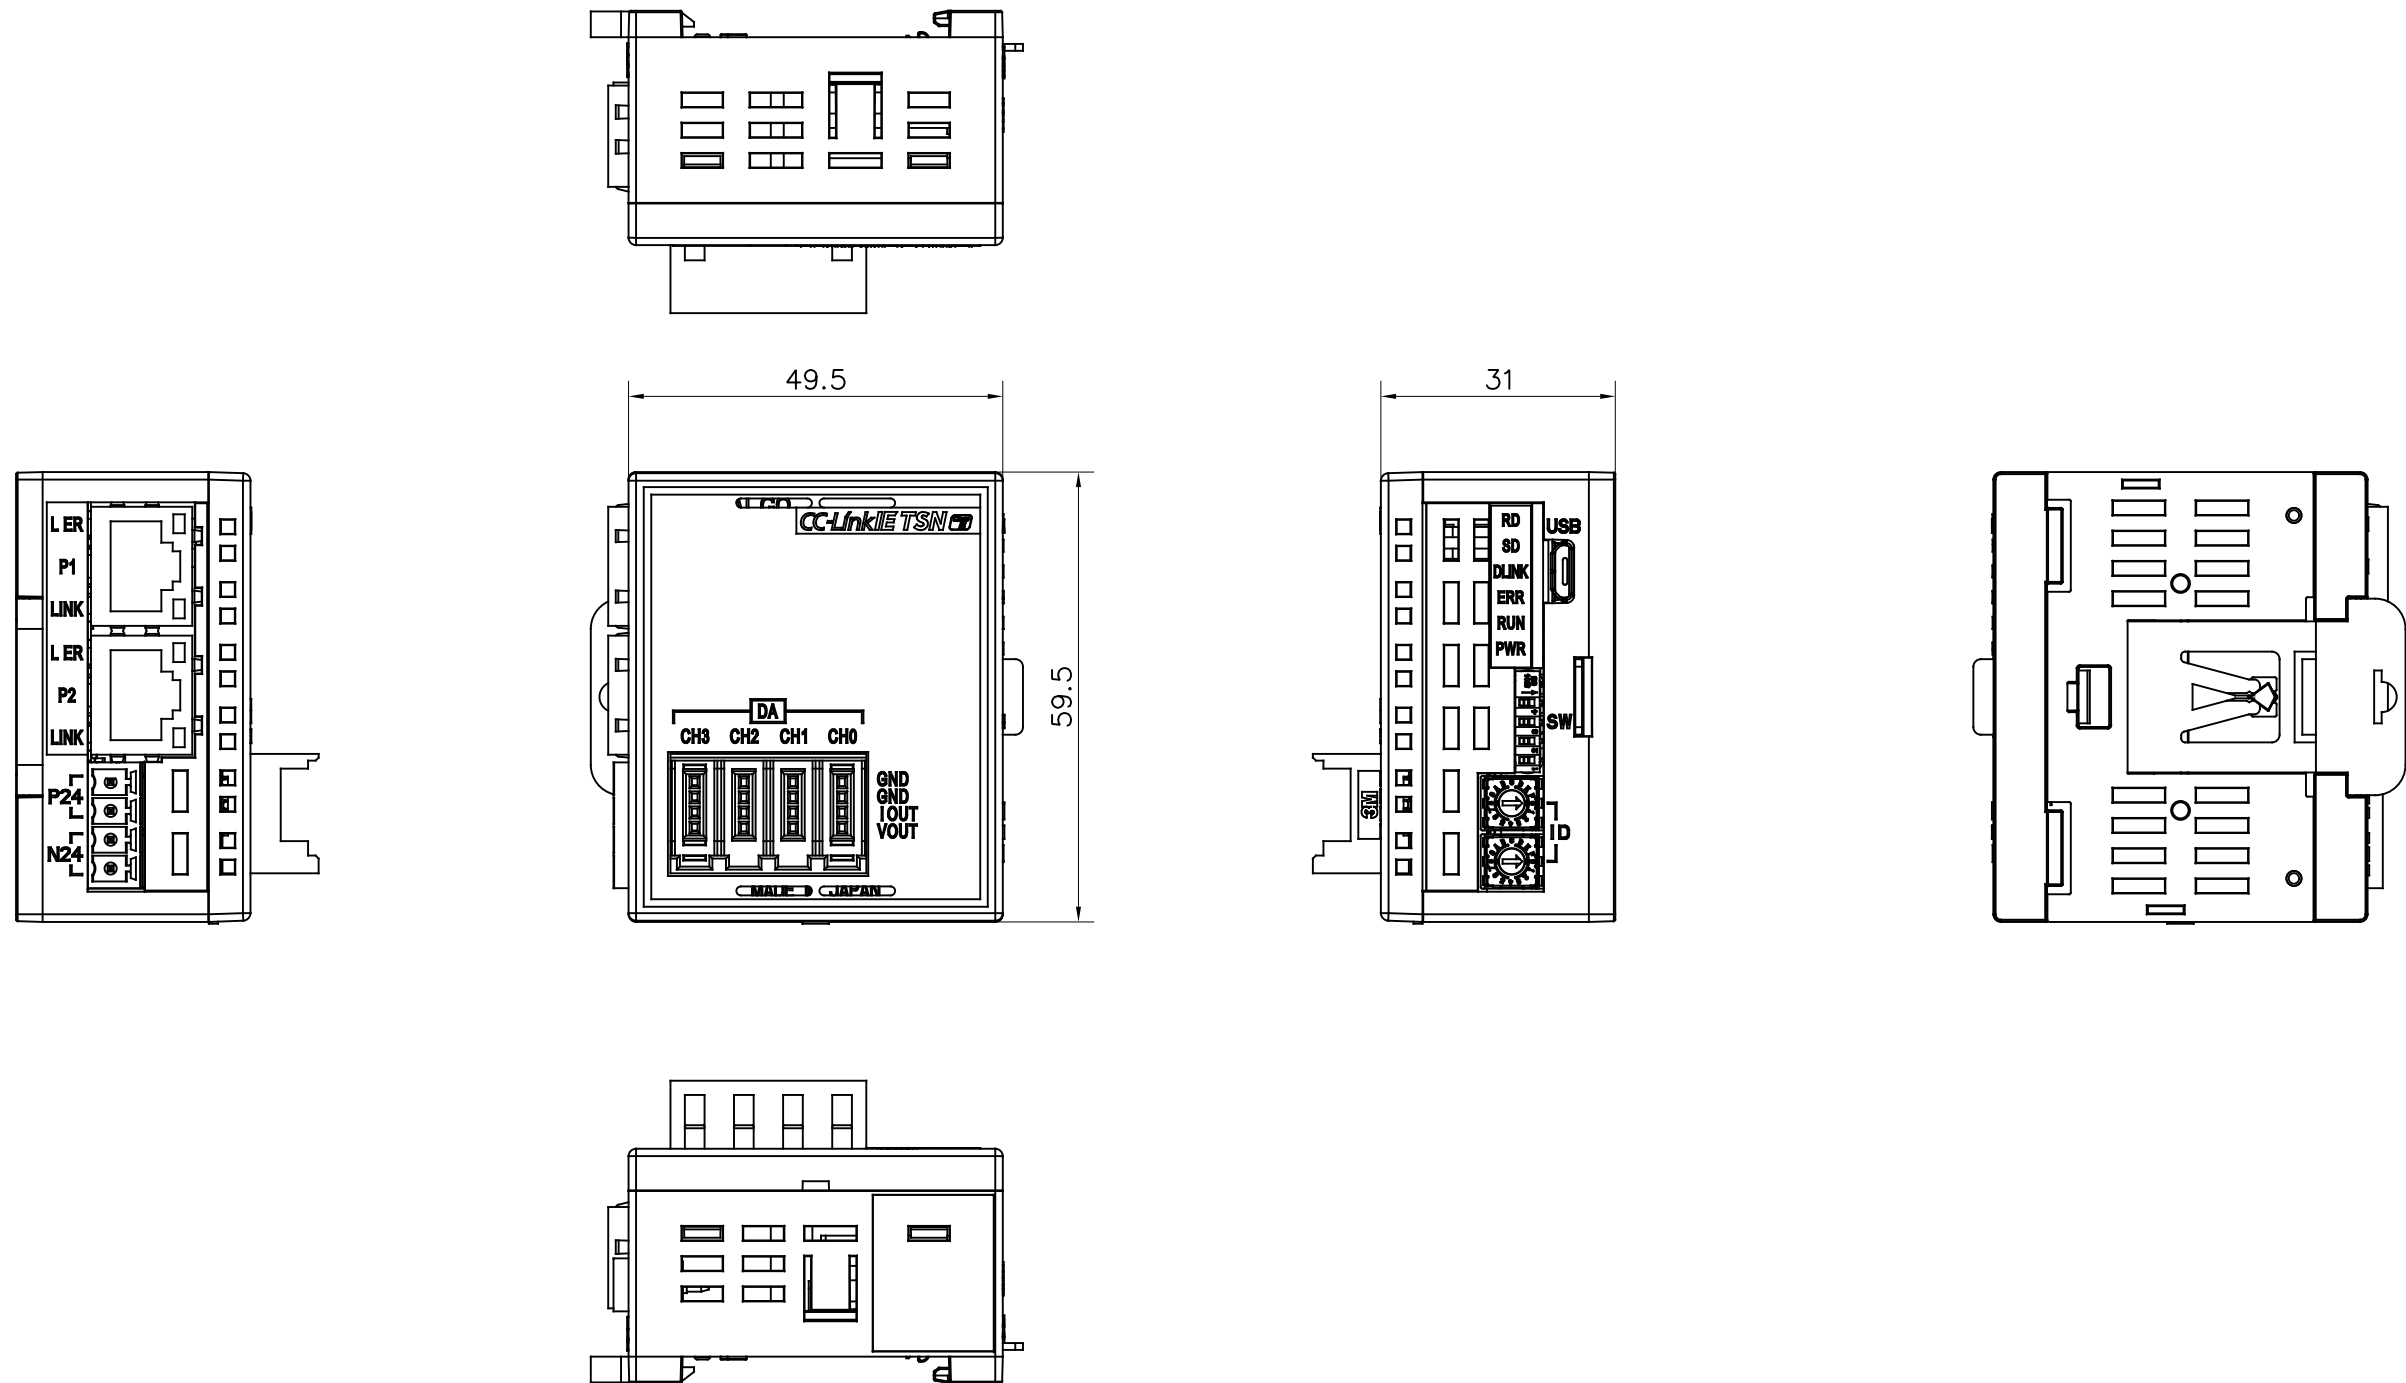 49.5
31
L ER
P1
LINK
L ER
P2
LINK
P24
N24
CC-Link IE TSN
59.5
DA
CH3 CH2 CH1 CH0
GND
GND
I OUT
VOUT
JAPAN
RD
SD
DLINK
ERR
RUN
PWR
USB
SW
ID
3M